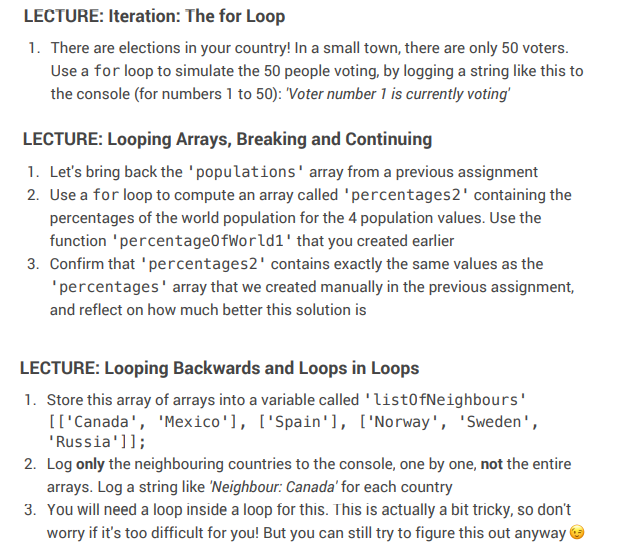 LECTURE: Iteration: The for Loop
1. There are elections in your country! In a small town, there are only 50 voters.
Use a for loop to simulate the 50 people voting, by logging a string like this to
the console (for numbers 1 to 50): 'Voter number 1 is currently voting'
LECTURE: Looping Arrays, Breaking and Continuing
1. Let's bring back the 'populations' array from a previous assignment
2. Use a for loop to compute an array called 'percentages2' containing the
percentages of the world population for the 4 population values. Use the
function 'percentageOfWorld1' that you created earlier
3. Confirm that 'percentages2' contains exactly the same values as the
'percentages' array that we created manually in the previous assignment,
and reflect on how much better this solution is
LECTURE: Looping Backwards and Loops in Loops
1. Store this array of arrays into a variable called 'listOfNeighbours'
[['Canada', 'Mexico'], ['Spain'], ['Norway', 'Sweden',
'Russia']];
2. Log only the neighbouring countries to the console, one by one, not the entire
arrays. Log a string like 'Neighbour: Canada' for each country
3. You will need a loop inside a loop for this. This is actually a bit tricky, so don't
worry if it's too difficult for you! But you can still try to figure this out anyway 😉